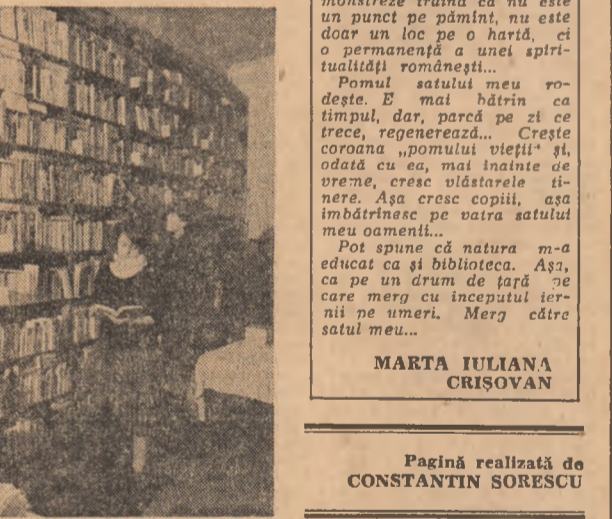 monstreze trăind că nu este
un punct pe pămînt, nu este
doar un loc pe o hartă, ci
o permanență a unei spiri-
tualități românești...
Pomul satului meu ro-
dește. E mai bătrîn ca
timpul, dar, parcă pe zi ce
trece, regenerează... Crește
coroana „pomului vieții" și,
odată cu ea, mai înainte de
vreme, cresc vlăstarele ti-
nere. Așa cresc copiii, așa
îmbătrînesc pe vatra satului
meu oamenii...
Pot spune că natura m-a
educat ca și biblioteca. Așa,
ca pe un drum de țară pe
care merg cu începutul ier-
nii pe umeri. Merg către
satul meu...
MARTA IULIANA
CRIȘOVAN
Pagină realizată de
CONSTANTIN SORESCU